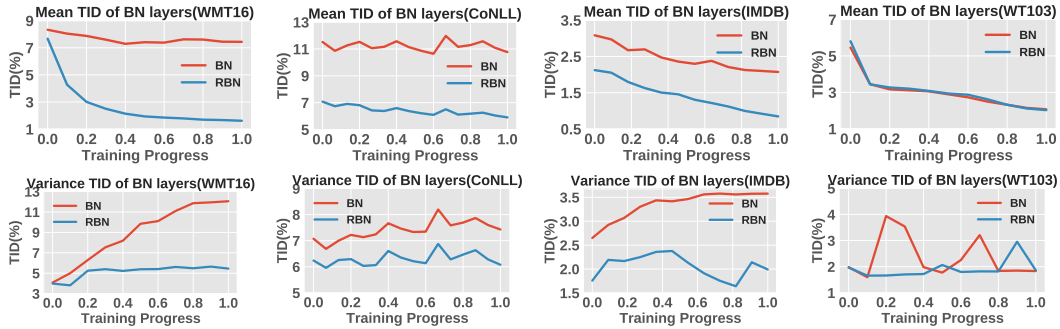 Mean TID of BN layers(WMT16)
9
7
5
3
1
TID(%)
BN
RBN
0.0 0.2 0.4 0.6 0.8 1.0
Training Progress
Mean TID of BN layers(CoNLL)
13
11
9
7
5
TID(%)
BN
RBN
0.0 0.2 0.4 0.6 0.8 1.0
Training Progress
Mean TID of BN layers(IMDB)
3.5
2.5
1.5
0.5
TID(%)
BN
RBN
0.0 0.2 0.4 0.6 0.8 1.0
Training Progress
Mean TID of BN layers(WT103)
7
5
3
1
TID(%)
BN
RBN
0.0 0.2 0.4 0.6 0.8 1.0
Training Progress
Variance TID of BN layers(WMT16)
13
11
9
7
5
3
TID(%)
BN
RBN
0.0 0.2 0.4 0.6 0.8 1.0
Training Progress
Variance TID of BN layers(CoNLL)
9
8
7
6
5
TID(%)
BN
RBN
0.0 0.2 0.4 0.6 0.8 1.0
Training Progress
Variance TID of BN layers(IMDB)
3.5
3.0
2.5
2.0
1.5
TID(%)
BN
RBN
0.0 0.2 0.4 0.6 0.8 1.0
Training Progress
Variance TID of BN layers(WT103)
5
4
3
2
1
TID(%)
BN
RBN
0.0 0.2 0.4 0.6 0.8 1.0
Training Progress